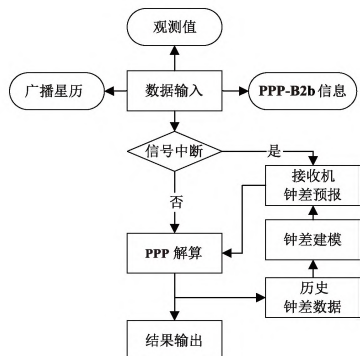 观测值
广播星历
数据输入
PPP-B2b 信息
信号中断
是
接收机
钟差预报
否
钟差建模
PPP 解算
历史
钟差数据
结果输出